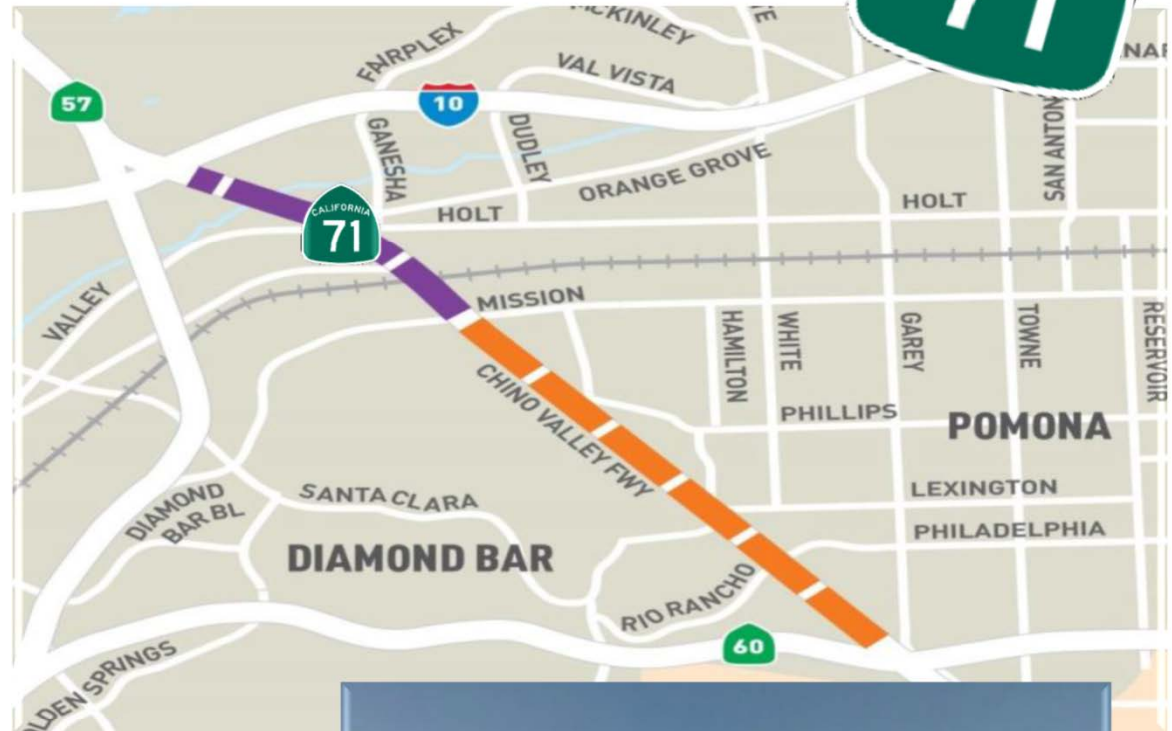 71
McKINLEY
FAIRPLEX
57
VAL VISTA
10
GANESHA
DUDLEY
SAN ANTON
ORANGE GROVE
HOLT
HOLT
CALIFORNIA
71
VALLEY
MISSION
HAMILTON
WHITE
GAREY
TOWNE
RESERVOIR
CHINO VALLEY FWY
PHILLIPS
POMONA
LEXINGTON
SANTA CLARA
DIAMOND
BAR BL
PHILADELPHIA
DIAMOND BAR
RIO RANCHO
60
LDEN SPRINGS